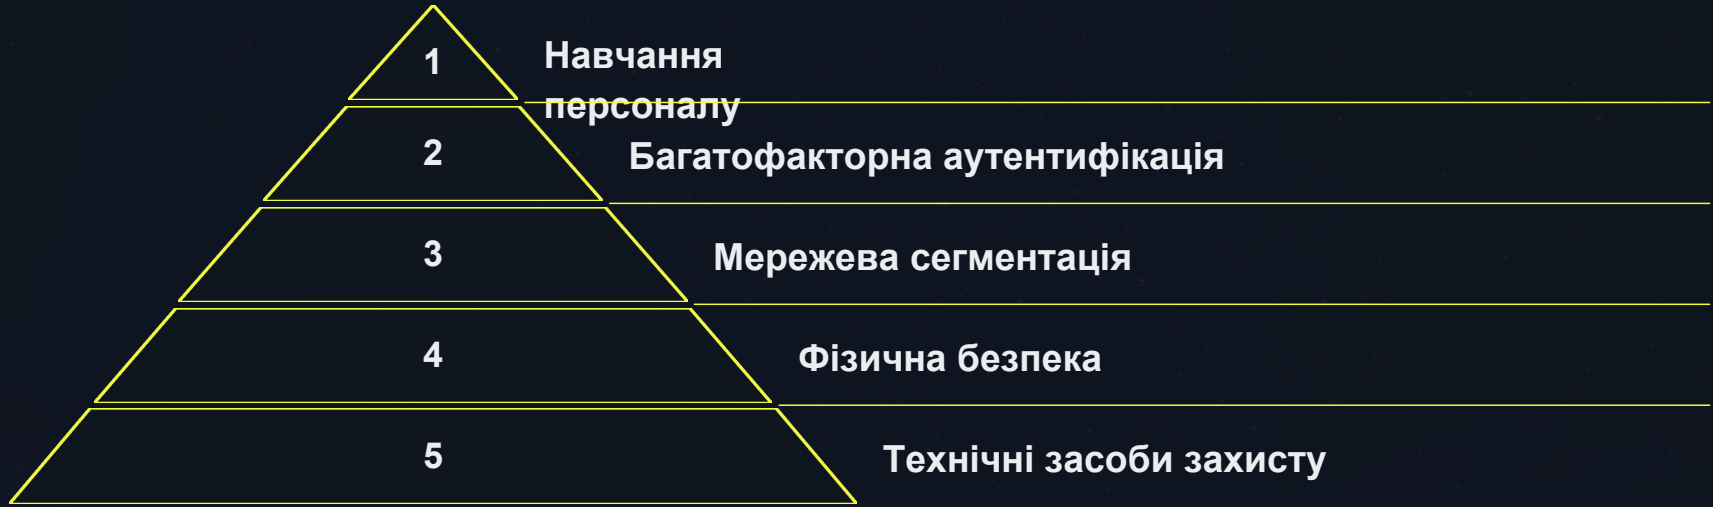 1
Навчання
персоналу
2
Багатофакторна аутентифікація
3
Мережева сегментація
4
Фізична безпека
5
Технічні засоби захисту